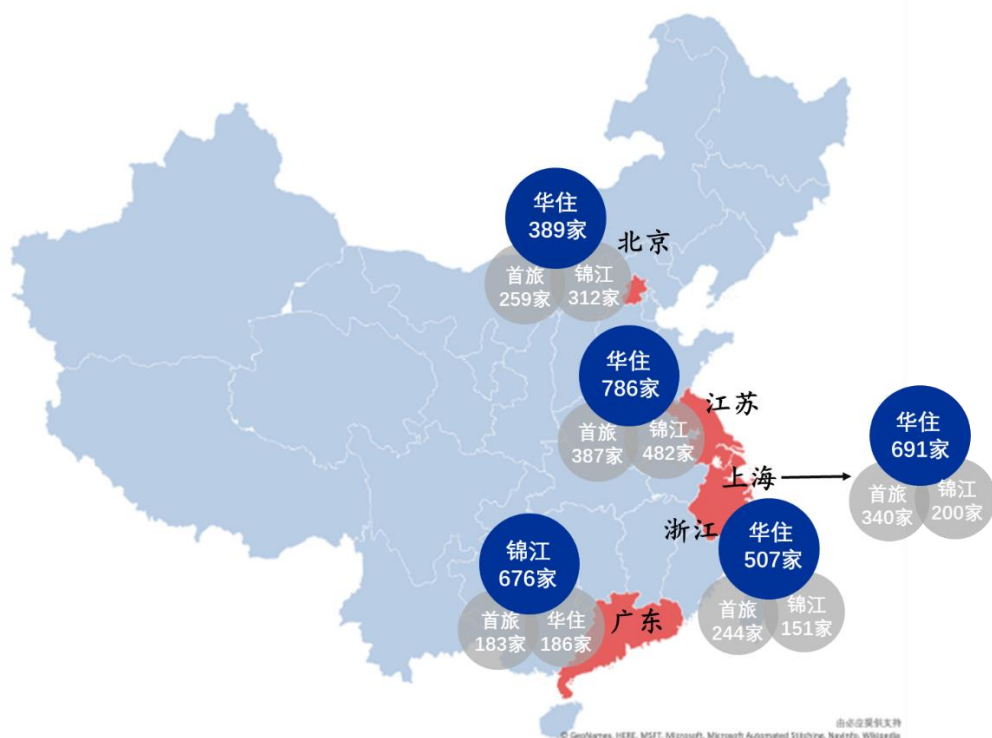 华住
389家
北京
首旅
259家
锦江
312家
华住
786家
江苏
首旅
387家
锦江
482家
华住
691家
上海
首旅
340家
锦江
200家
浙江
华住
507家
首旅
244家
锦江
151家
锦江
676家
广东
首旅
183家
华住
186家
由必应提供支持
© GeoNames, HERE, MSFT, Microsoft, Microsoft Automated Stitching, Navinfo, Wikipedia